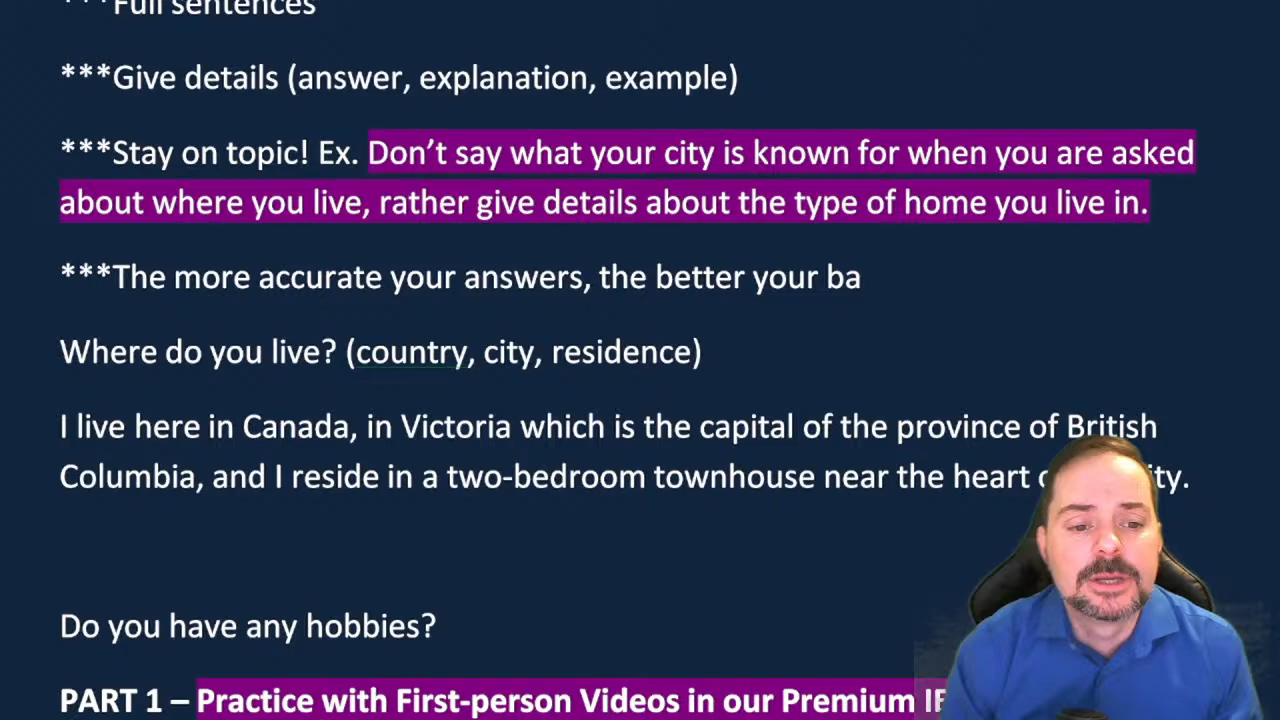 ***Full sentences
***Give details (answer, explanation, example)
***Stay on topic! Ex. Don’t say what your city is known for when you are asked
about where you live, rather give details about the type of home you live in.
***The more accurate your answers, the better your ba
Where do you live? (country, city, residence)
I live here in Canada, in Victoria which is the capital of the province of British
Columbia, and I reside in a two-bedroom townhouse near the heart
Do you have any hobbies?
PART 1 – Practice with First-person Videos in our Premium